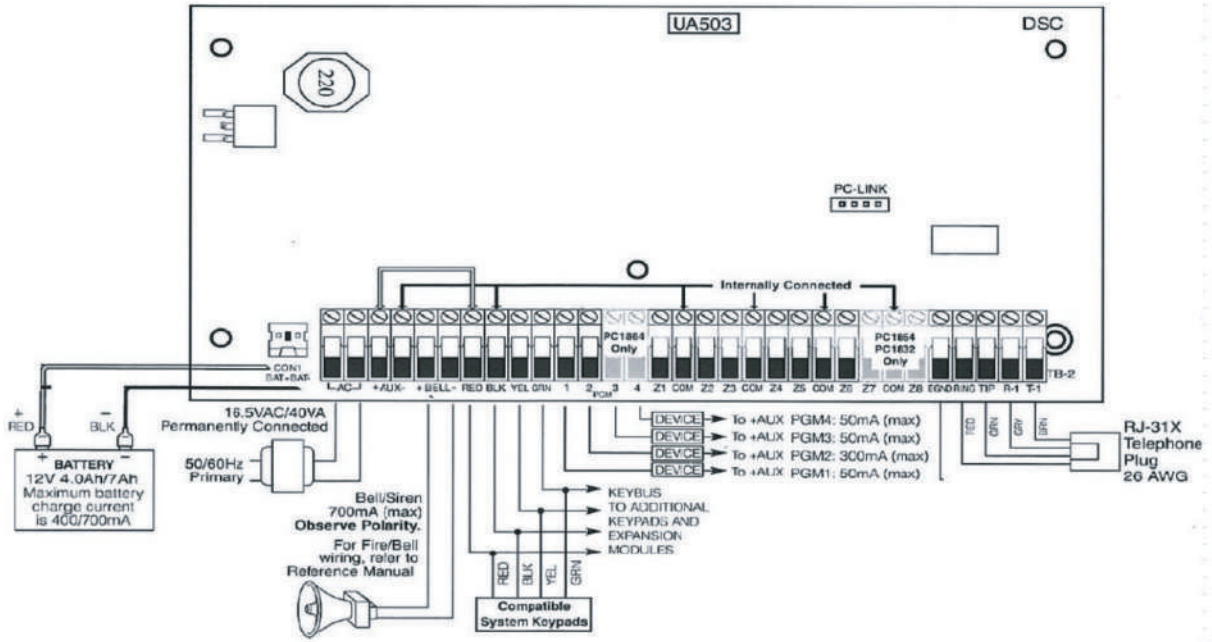 UA503
DSC
220
PC-LINK
Internally Connected
PC1864
Only
PC1864
PC1832
Only
CON1
BAT+BAT-
AC
+AUX-
+BELL-
RED
BLK
YEL
GRN
1
2
3
4
PGM
Z1
COM
Z2
Z3
COM
Z4
Z5
COM
Z6
Z7
COM
Z8
EGND
RING
TIP
R-1
T-1
TB-2
+
RED
–
BLK
+
–
BATTERY
12V 4.0Ah/7Ah
Maximum battery
charge current
is 400/700mA
16.5VAC/40VA
Permanently Connected
50/60Hz
Primary
Bell/Siren
700mA (max)
Observe Polarity.
For Fire/Bell
wiring, refer to
Reference Manual
DEVICE To +AUX PGM4: 50mA (max)
DEVICE To +AUX PGM3: 50mA (max)
DEVICE To +AUX PGM2: 300mA (max)
DEVICE To +AUX PGM1: 50mA (max)
KEYBUS
TO ADDITIONAL
KEYPADS AND
EXPANSION
MODULES
RED
BLK
YEL
GRN
Compatible
System Keypads
RED
GRN
GRY
BRN
RJ-31X
Telephone
Plug
26 AWG